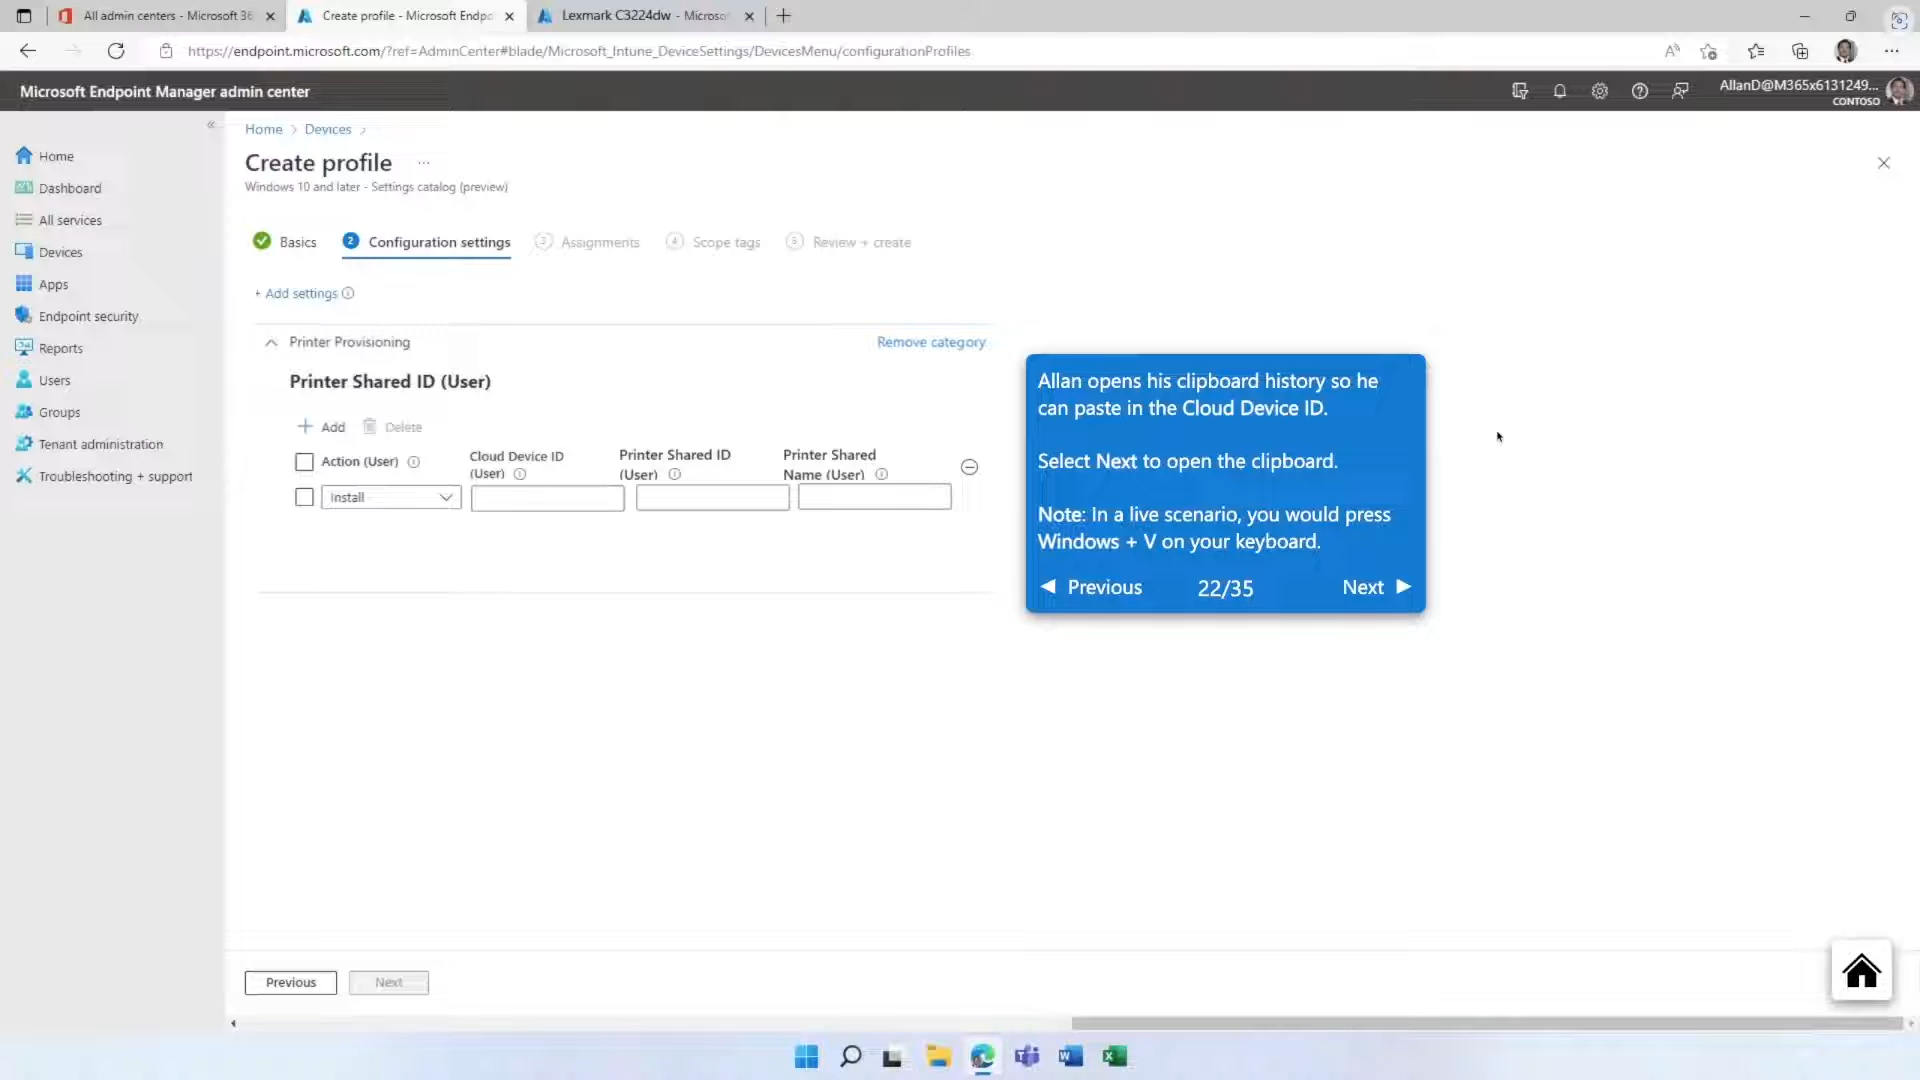 All admin centers - Microsoft 36
Create profile - Microsoft Endpo
Lexmark C3224dw - Microso
https://endpoint.microsoft.com/?ref=AdminCenter#blade/Microsoft_Intune_DeviceSettings/DevicesMenu/configurationProfiles
Microsoft Endpoint Manager admin center
AllanD@M365x6131249...
CONTOSO
Home
Dashboard
All services
Devices
Apps
Endpoint security
Reports
Users
Groups
Tenant administration
Troubleshooting + support
Home > Devices >
Create profile ...
Windows 10 and later - Settings catalog (preview)
Basics
2 Configuration settings
3 Assignments
4 Scope tags
5 Review + create
+ Add settings
Printer Provisioning
Remove category
Printer Shared ID (User)
+ Add
Delete
Action (User)
Cloud Device ID
(User)
Printer Shared ID
(User)
Printer Shared
Name (User)
Install
Allan opens his clipboard history so he
can paste in the Cloud Device ID.
Select Next to open the clipboard.
Note: In a live scenario, you would press
Windows + V on your keyboard.
Previous
22/35
Next
Previous
Next